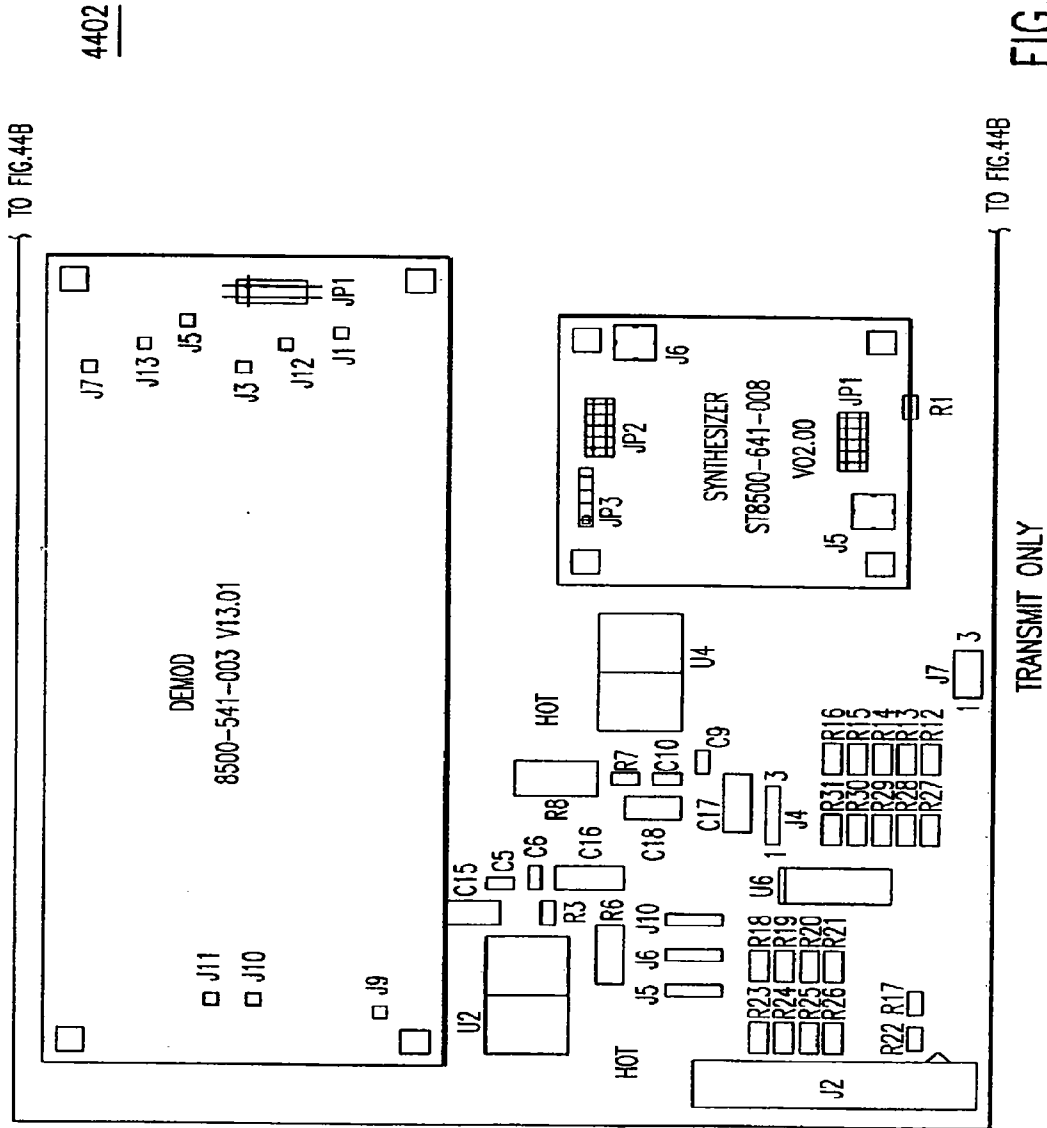 4402
TO FIG.44B
J7
J13
J5
J3
J12
J1
JP1
DEMOD
8500-541-003 V13.01
J11
J10
J9
SYNTHESIZER
ST8500-641-008
V02.00
JP3
JP2
J6
J5
JP1
R1
U2
C15
C5
C6
R3
C16
R6
R8
HOT
R7
C10
C18
C9
U4
C17
1 J4 3
HOT
J5
J6
J10
U6
R31 R16
R30 R15
R29 R14
R28 R13
R27 R12
R23 R18
R24 R19
R25 R20
R26 R21
R22 R17
J2
1 J7 3
TO FIG.44B
TRANSMIT ONLY
FIG